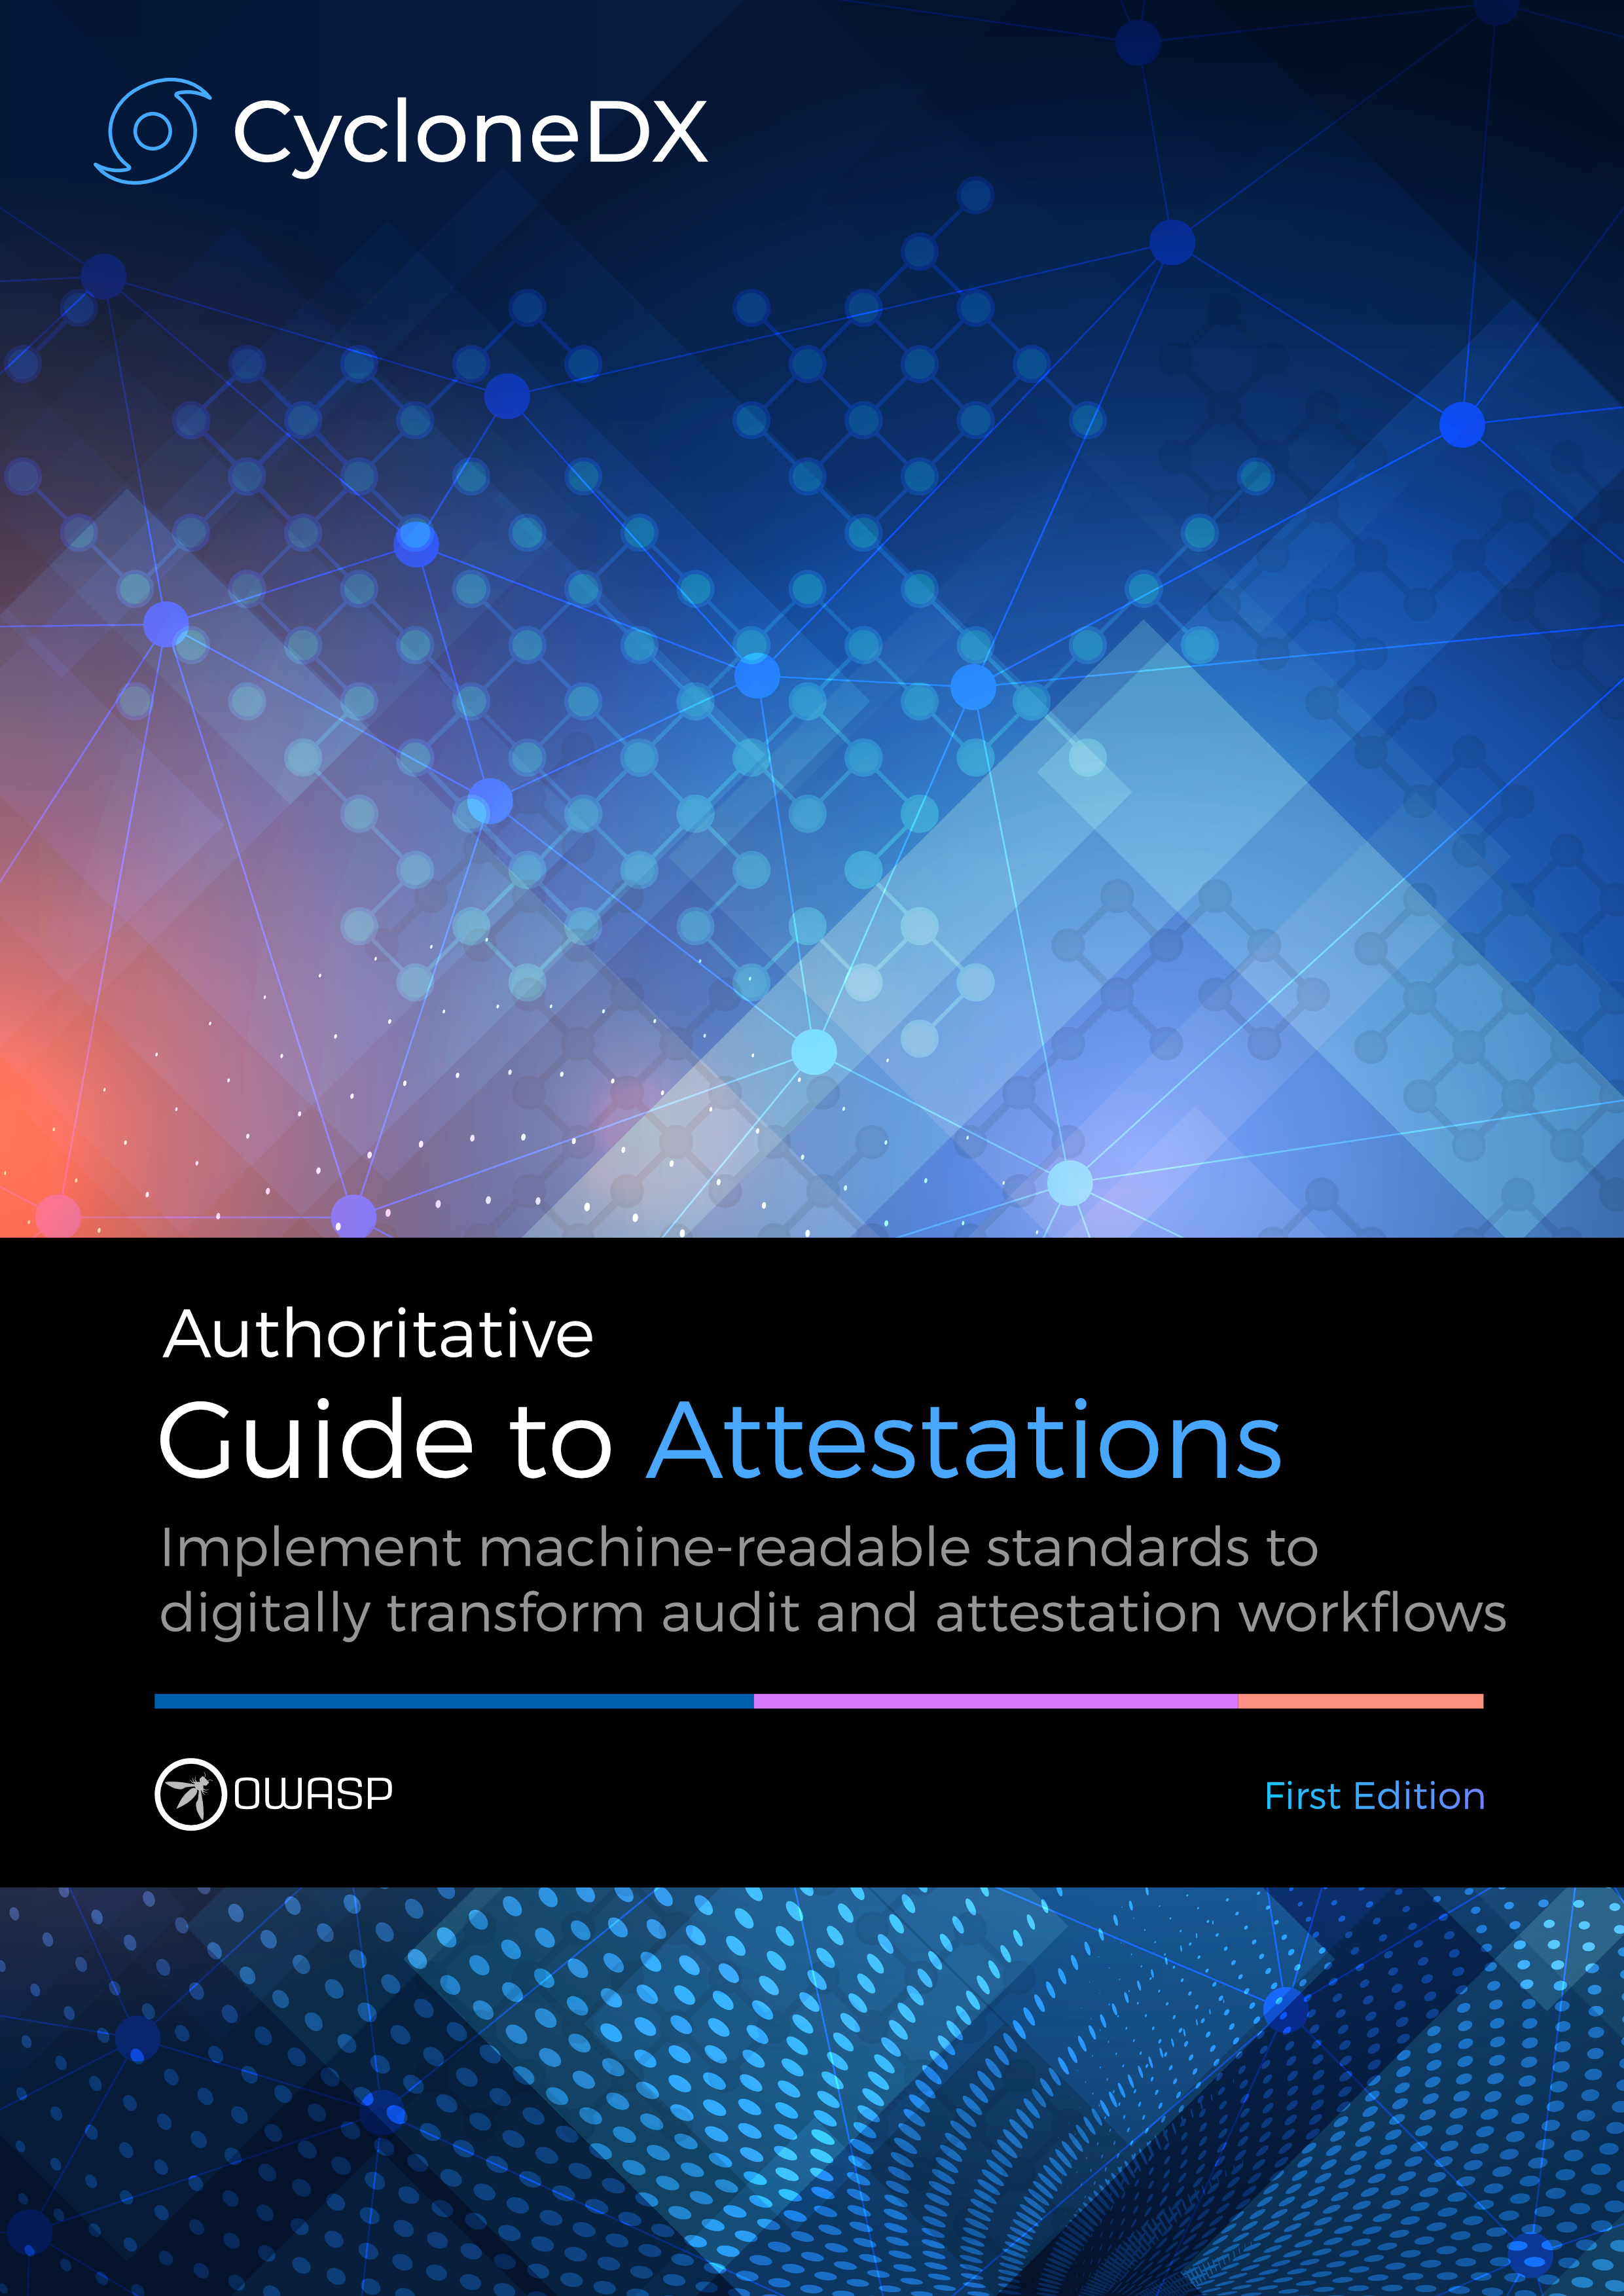 CycloneDX
Authoritative
Guide to Attestations
Implement machine-readable standards to
digitally transform audit and attestation workflows
OWASP
First Edition